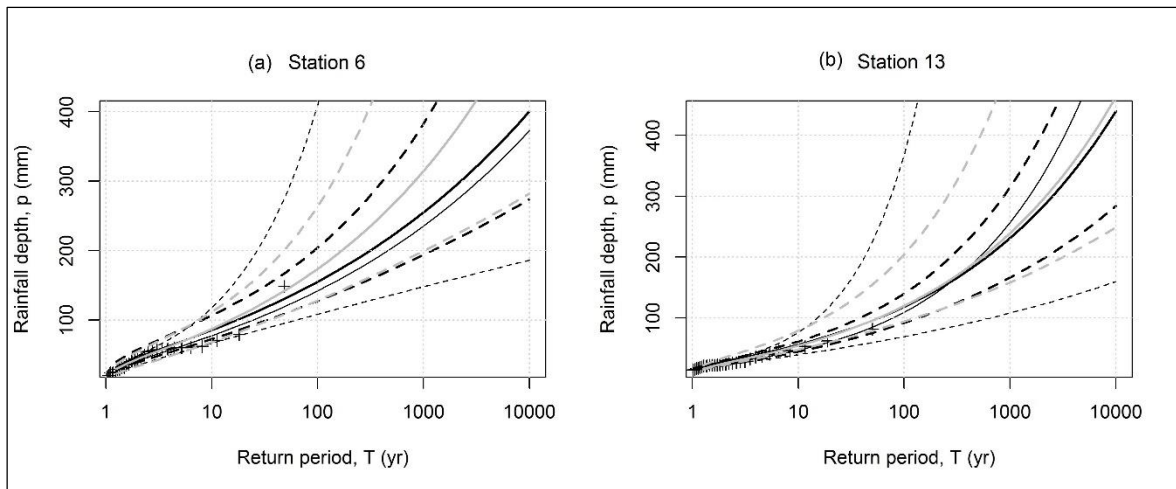 (a) Station 6
(b) Station 13
Rainfall depth, p (mm)
400
300
200
100
1 10 100 1000 10000
Return period, T (yr)
Rainfall depth, p (mm)
400
300
200
100
1 10 100 1000 10000
Return period, T (yr)